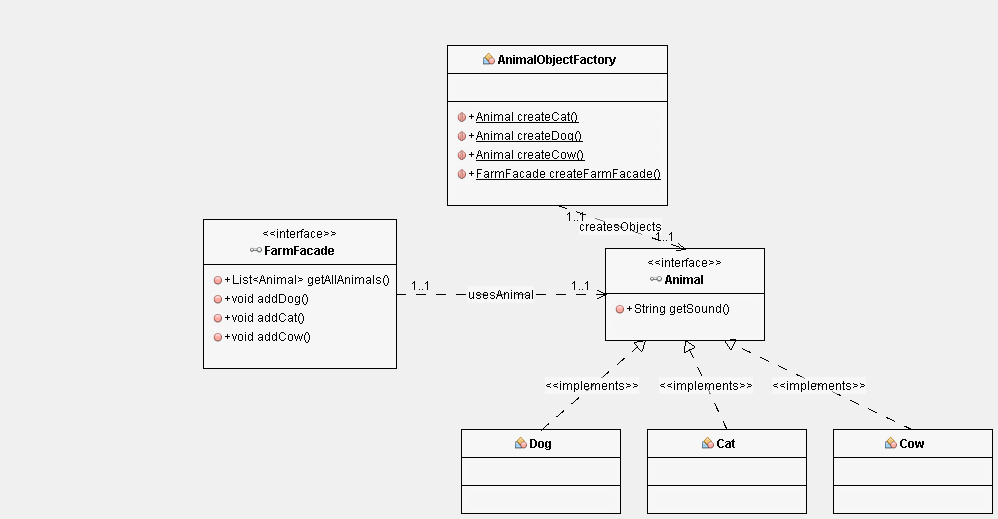 AnimalObjectFactory
+Animal createCat()
+Animal createDog()
+Animal createCow()
+FarmFacade createFarmFacade()
1..1
createsObjects
1..1
<<interface>>
FarmFacade
+List<Animal> getAllAnimals()
+void addDog()
+void addCat()
+void addCow()
1..1
usesAnimal
1..1
<<interface>>
Animal
+String getSound()
<<implements>>
<<implements>>
<<implements>>
Dog
Cat
Cow